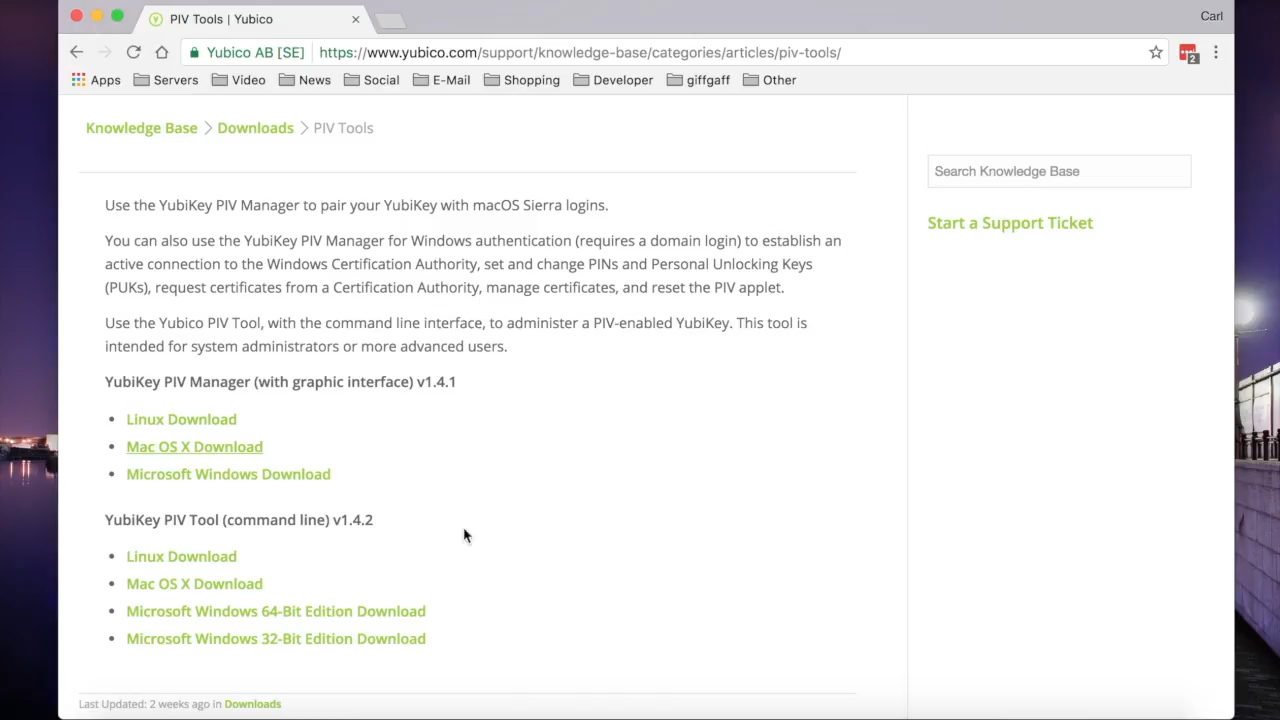 PIV Tools | Yubico
Carl
Yubico AB [SE] https://www.yubico.com/support/knowledge-base/categories/articles/piv-tools/
2
Apps Servers Video News Social E-Mail Shopping Developer giffgaff Other
Knowledge Base > Downloads > PIV Tools
Search Knowledge Base
Start a Support Ticket
Use the YubiKey PIV Manager to pair your YubiKey with macOS Sierra logins.
You can also use the YubiKey PIV Manager for Windows authentication (requires a domain login) to establish an
active connection to the Windows Certification Authority, set and change PINs and Personal Unlocking Keys
(PUKs), request certificates from a Certification Authority, manage certificates, and reset the PIV applet.
Use the Yubico PIV Tool, with the command line interface, to administer a PIV-enabled YubiKey. This tool is
intended for system administrators or more advanced users.
YubiKey PIV Manager (with graphic interface) v1.4.1
• Linux Download
• Mac OS X Download
• Microsoft Windows Download
YubiKey PIV Tool (command line) v1.4.2
• Linux Download
• Mac OS X Download
• Microsoft Windows 64-Bit Edition Download
• Microsoft Windows 32-Bit Edition Download
Last Updated: 2 weeks ago in Downloads